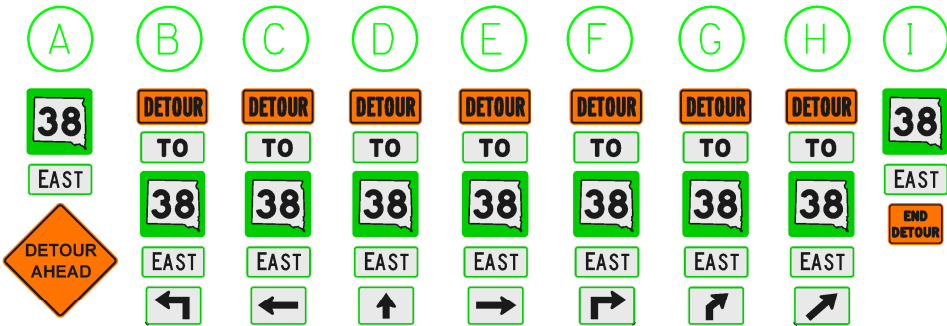 A B C D E F G H I
DETOUR DETOUR DETOUR DETOUR DETOUR DETOUR DETOUR
38 TO TO TO TO TO TO TO 38
EAST 38 38 38 38 38 38 38 EAST
DETOUR
AHEAD
EAST EAST EAST EAST EAST EAST EAST
END
DETOUR